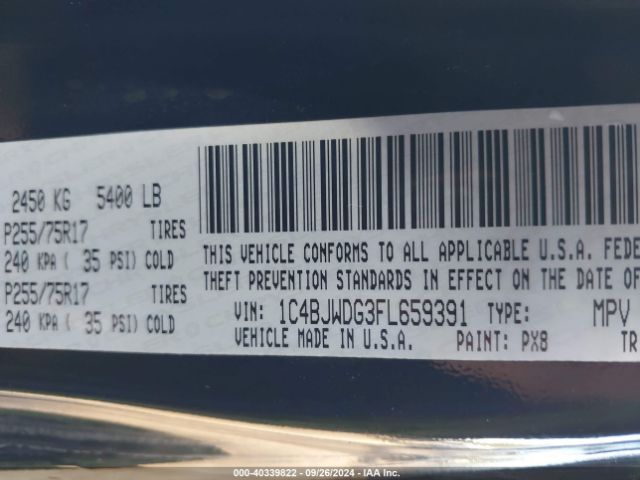 2450 KG 5400 LB
P255/75R17 TIRES
240 KPA ( 35 PSI) COLD
P255/75R17 TIRES
240 KPA ( 35 PSI) COLD
THIS VEHICLE CONFORMS TO ALL APPLICABLE U.S.A. FEDE
THEFT PREVENTION STANDARDS IN EFFECT ON THE DATE OF
VIN: 1C4BJWDG3FL659391 TYPE: MPV
VEHICLE MADE IN U.S.A. PAINT: PX8 TR
000-40339822 - 09/26/2024 - IAA Inc.